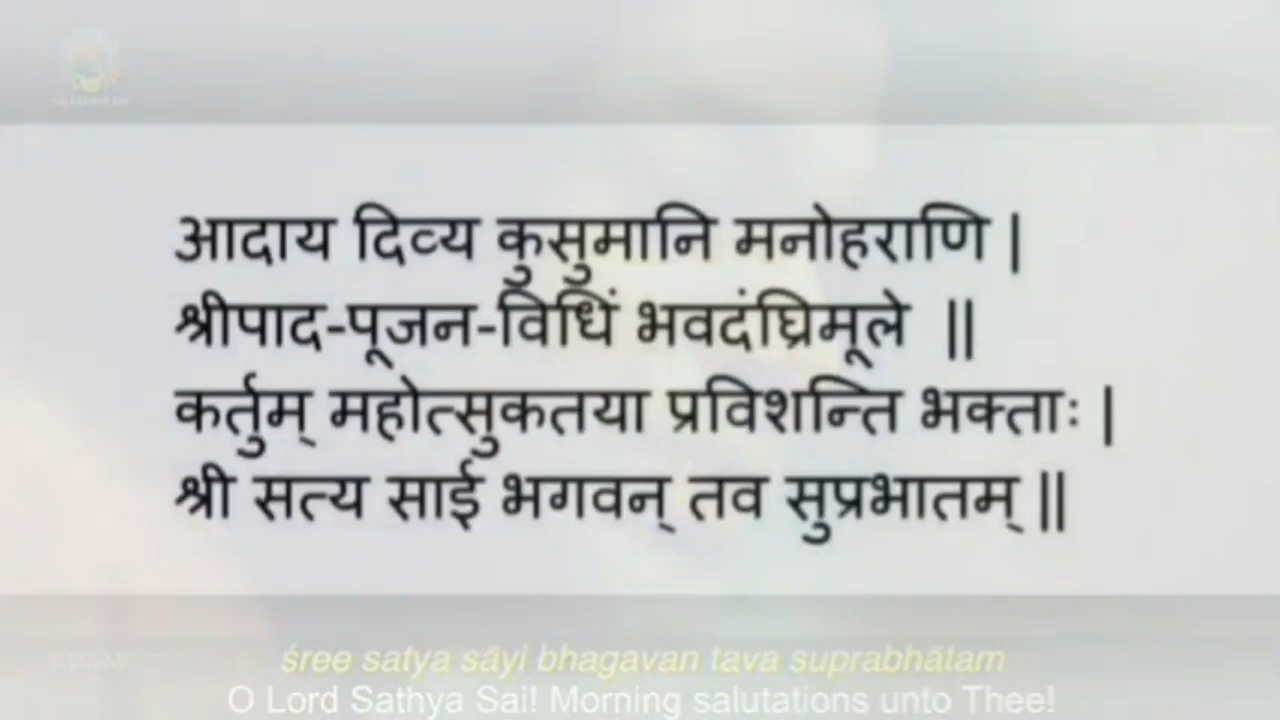 आदाय दिव्य कुसुमानि मनोहराणि |
श्रीपाद-पूजन-विधिं भवदंघ्रिमूले ||
कर्तुम् महोत्सुकतया प्रविशन्ति भक्ताः |
श्री सत्य साई भगवन् तव सुप्रभातम् ||
śree satya sāyi bhagavan tava suprabhātam
O Lord Sathya Sai! Morning salutations unto Thee!